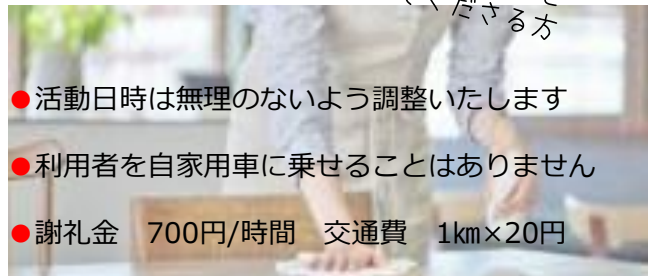 くださる方
●活動日時は無理のないよう調整いたします
●利用者を自家用車に乗せることはありません
●謝礼金　700円/時間　交通費　1㎞×20円